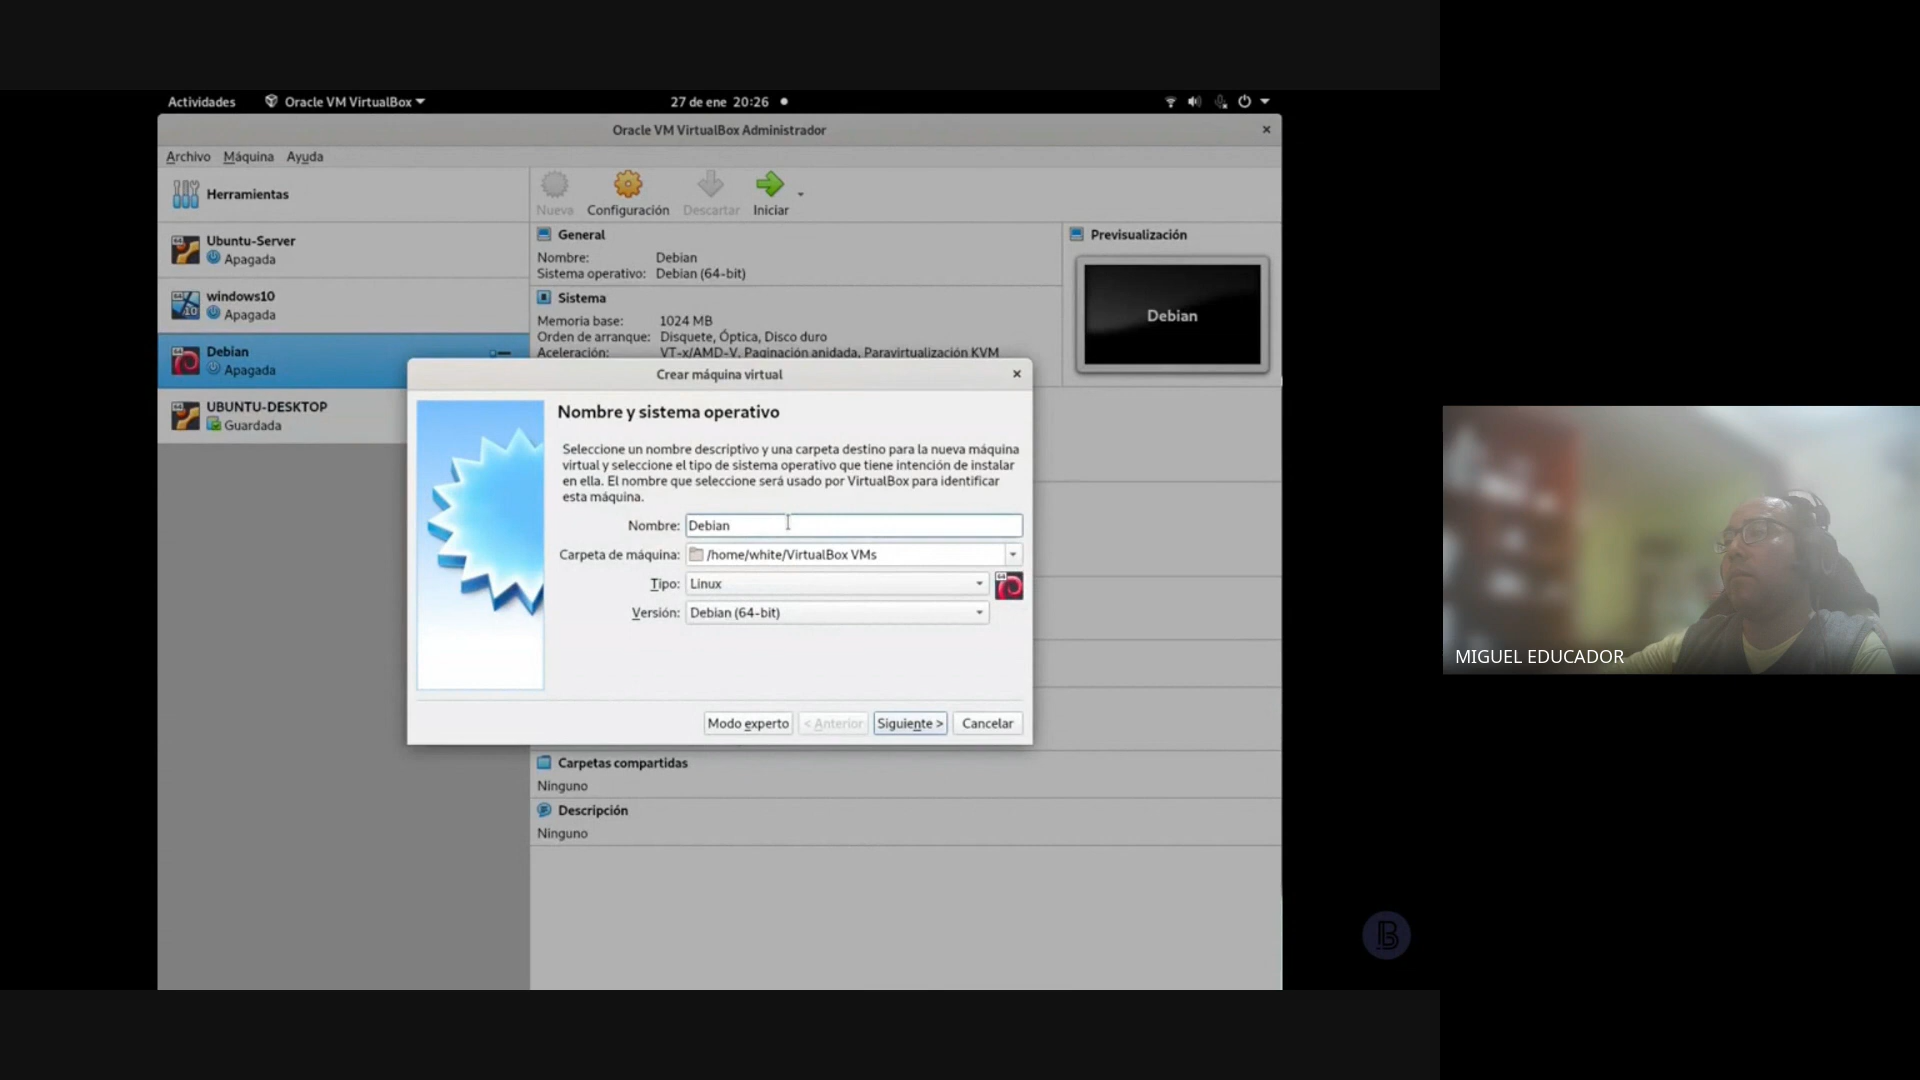 Actividades
Oracle VM VirtualBox
27 de ene 20:26
Oracle VM VirtualBox Administrador
Archivo Máquina Ayuda
Herramientas
Nueva Configuración Descartar Iniciar
Ubuntu-Server
Apagada
windows10
Apagada
Debian
Apagada
UBUNTU-DESKTOP
Guardada
General
Nombre: Debian
Sistema operativo: Debian (64-bit)
Sistema
Memoria base: 1024 MB
Orden de arranque: Disquete, Óptica, Disco duro
Aceleración: VT-x/AMD-V, Paginación anidada, Paravirtualización KVM
Previsualización
Debian
Crear máquina virtual
Nombre y sistema operativo
Seleccione un nombre descriptivo y una carpeta destino para la nueva máquina
virtual y seleccione el tipo de sistema operativo que tiene intención de instalar
en ella. El nombre que seleccione será usado por VirtualBox para identificar
esta máquina.
Nombre: Debian
Carpeta de máquina: /home/white/VirtualBox VMs
Tipo: Linux
Versión: Debian (64-bit)
Modo experto < Anterior Siguiente > Cancelar
Carpetas compartidas
Ninguno
Descripción
Ninguno
MIGUEL EDUCADOR
B